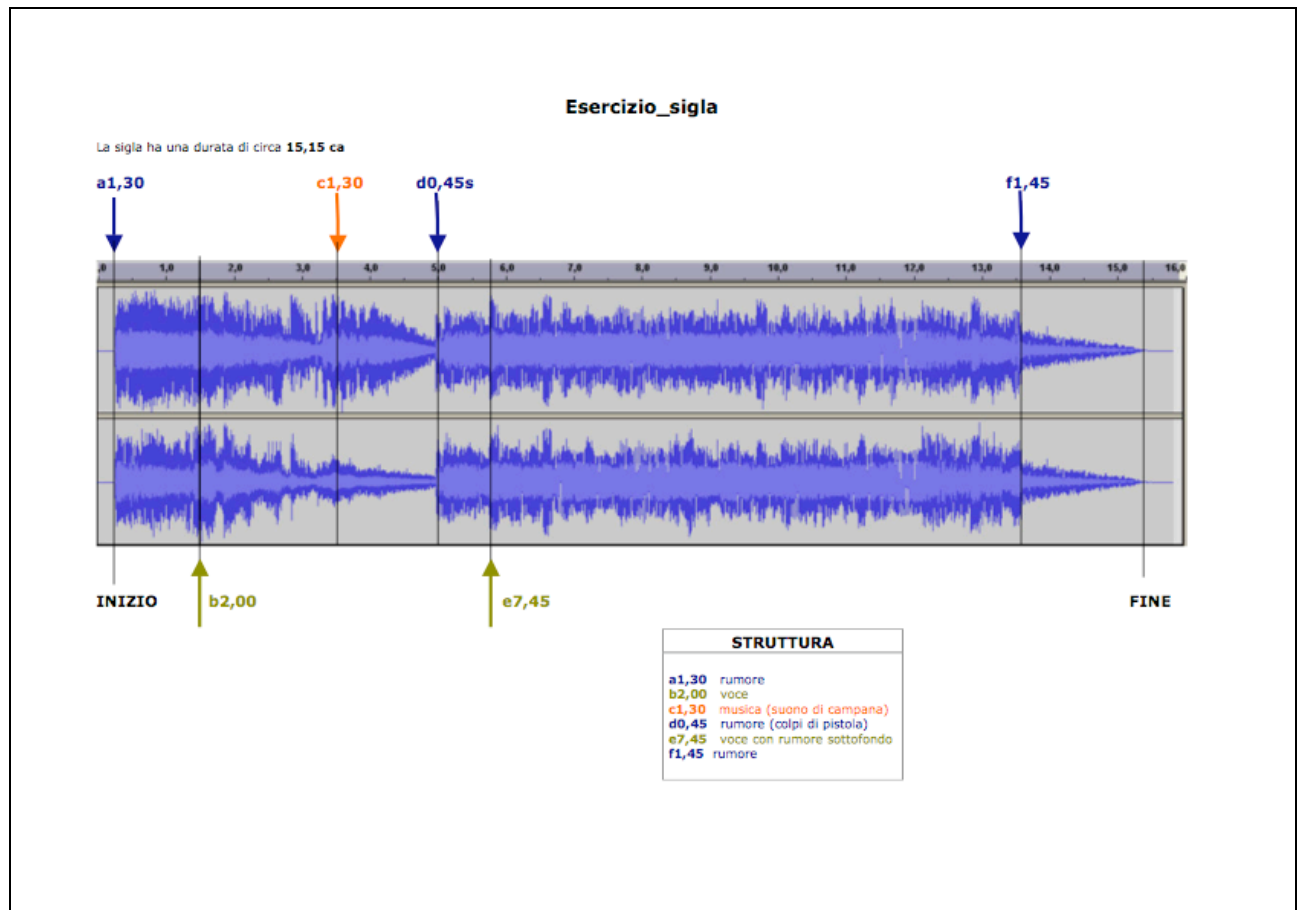 Esercizio_sigla
La sigla ha una durata di circa 15,15 ca
a1,30 c1,30 d0,45s f1,45
,0 1,0 2,0 3,0 4,0 5,0 6,0 7,0 8,0 9,0 10,0 11,0 12,0 13,0 14,0 15,0 16,0
INIZIO b2,00 e7,45 FINE
STRUTTURA
a1,30 rumore
b2,00 voce
c1,30 musica (suono di campana)
d0,45 rumore (colpi di pistola)
e7,45 voce con rumore sottofondo
f1,45 rumore